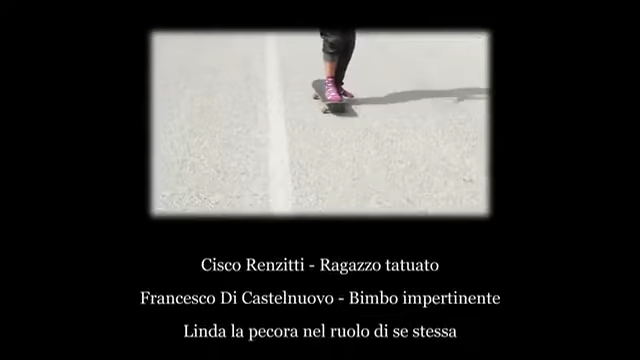 Cisco Renzitti - Ragazzo tatuato
Francesco Di Castelnuovo - Bimbo impertinente
Linda la pecora nel ruolo di se stessa